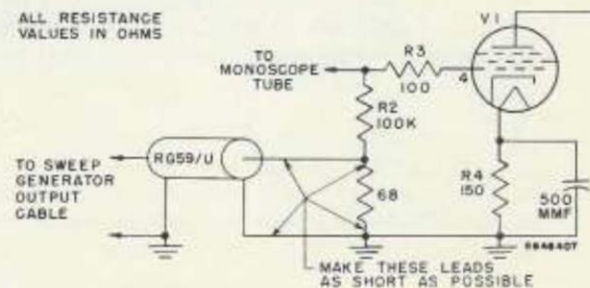 ALL RESISTANCE
VALUES IN OHMS
V1
TO
MONOSCOPE
TUBE
R3
100
4
R2
100K
RG59/U
TO SWEEP
GENERATOR
OUTPUT
CABLE
68
R4
150
500
MMF
MAKE THESE LEADS
AS SHORT AS POSSIBLE